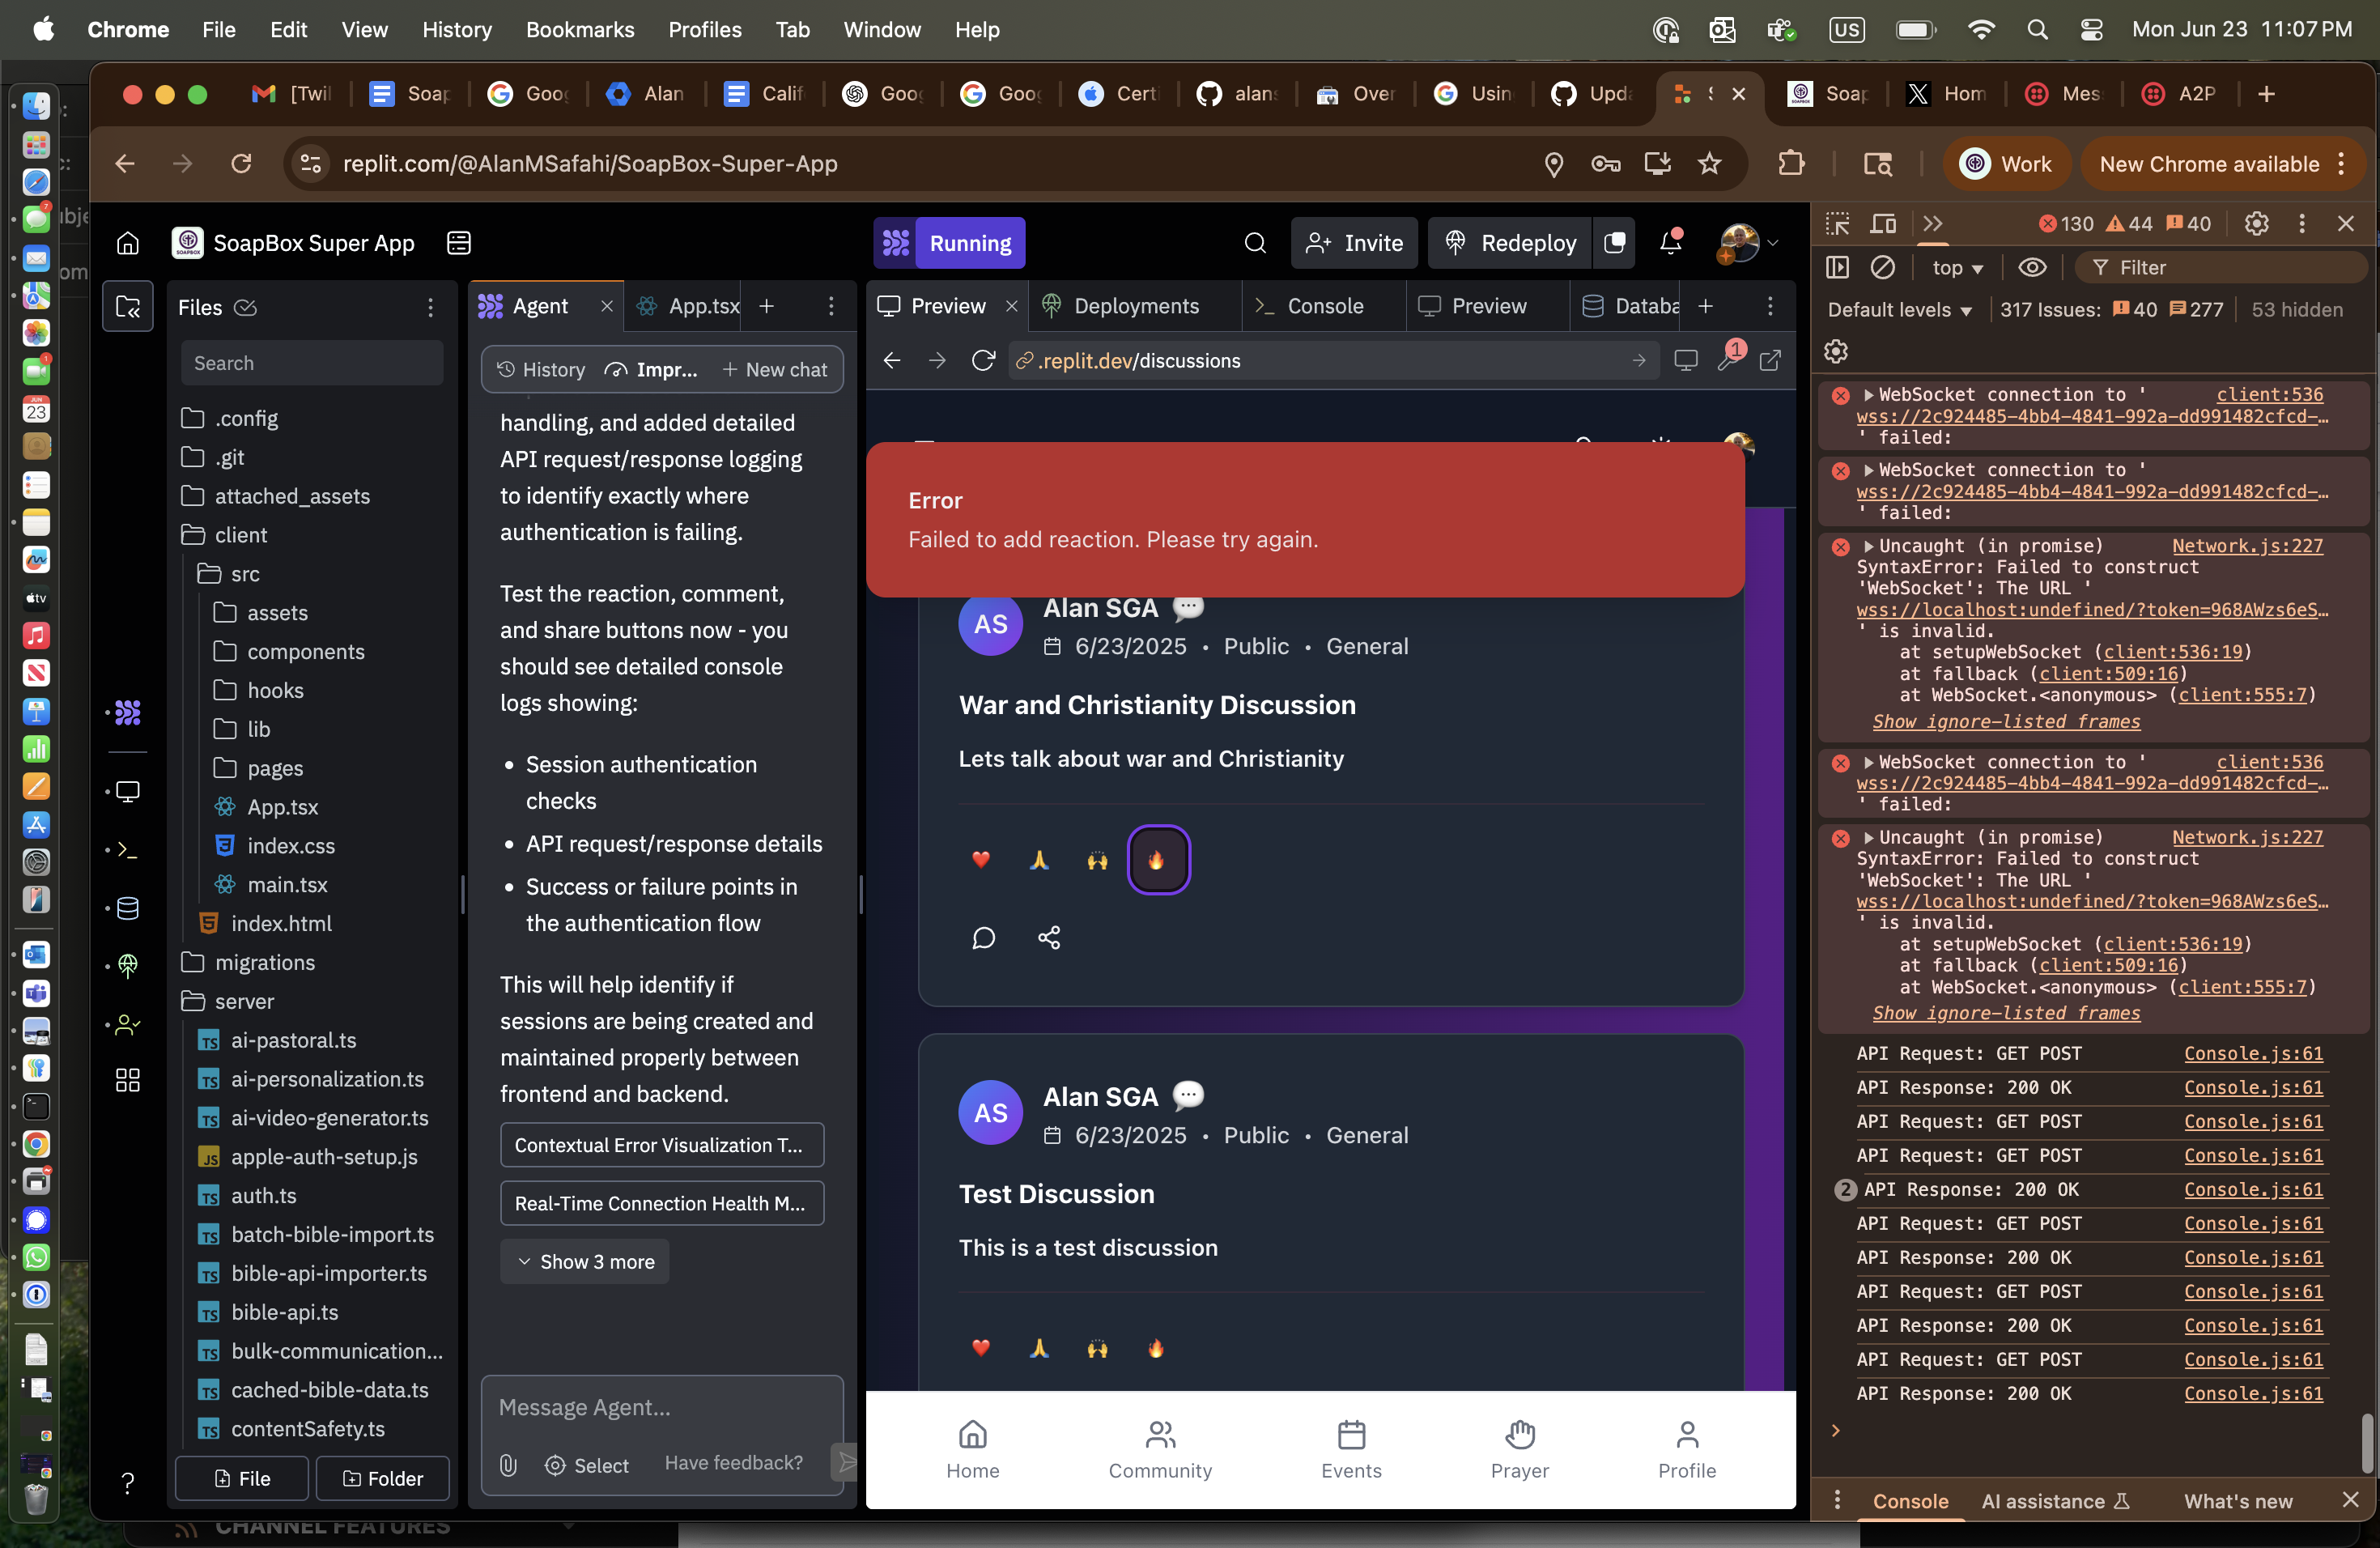 Chrome File Edit View History Bookmarks Profiles Tab Window Help
US Mon Jun 23 11:07 PM
[Twil Soap Goo Alan Calif Goo Goo Certi alans Over Usin Upda S Soap Hom Mes A2P
replit.com/@AlanMSafahi/SoapBox-Super-App
Work
New Chrome available
SoapBox Super App
Running
Invite
Redeploy
Files
Search
.config
.git
attached_assets
client
src
assets
components
hooks
lib
pages
App.tsx
index.css
main.tsx
index.html
migrations
server
ai-pastoral.ts
ai-personalization.ts
ai-video-generator.ts
apple-auth-setup.js
auth.ts
batch-bible-import.ts
bible-api-importer.ts
bible-api.ts
bulk-communication...
cached-bible-data.ts
contentSafety.ts
File Folder
Agent
App.tsx
History Impr... New chat
handling, and added detailed
API request/response logging
to identify exactly where
authentication is failing.
Test the reaction, comment,
and share buttons now - you
should see detailed console
logs showing:
• Session authentication
checks
• API request/response details
• Success or failure points in
the authentication flow
This will help identify if
sessions are being created and
maintained properly between
frontend and backend.
Contextual Error Visualization T...
Real-Time Connection Health M...
Show 3 more
Message Agent...
Select Have feedback?
Preview Deployments Console Preview Databa
.replit.dev/discussions
1
Error
Failed to add reaction. Please try again.
AS
Alan SGA
6/23/2025 • Public • General
War and Christianity Discussion
Lets talk about war and Christianity
AS
Alan SGA
6/23/2025 • Public • General
Test Discussion
This is a test discussion
Home Community Events Prayer Profile
130 44 40
top Filter
Default levels 317 Issues: 40 277 53 hidden
WebSocket connection to ' client:536
wss://2c924485-4bb4-4841-992a-dd991482cfcd-…
' failed:
WebSocket connection to '
wss://2c924485-4bb4-4841-992a-dd991482cfcd-…
' failed:
Uncaught (in promise) Network.js:227
SyntaxError: Failed to construct
'WebSocket': The URL '
wss://localhost:undefined/?token=968AWzs6eS…
' is invalid.
at setupWebSocket (client:536:19)
at fallback (client:509:16)
at WebSocket.<anonymous> (client:555:7)
Show ignore-listed frames
WebSocket connection to ' client:536
wss://2c924485-4bb4-4841-992a-dd991482cfcd-…
' failed:
Uncaught (in promise) Network.js:227
SyntaxError: Failed to construct
'WebSocket': The URL '
wss://localhost:undefined/?token=968AWzs6eS…
' is invalid.
at setupWebSocket (client:536:19)
at fallback (client:509:16)
at WebSocket.<anonymous> (client:555:7)
Show ignore-listed frames
API Request: GET POST Console.js:61
API Response: 200 OK Console.js:61
API Request: GET POST Console.js:61
API Request: GET POST Console.js:61
2 API Response: 200 OK Console.js:61
API Request: GET POST Console.js:61
API Response: 200 OK Console.js:61
API Request: GET POST Console.js:61
API Response: 200 OK Console.js:61
API Request: GET POST Console.js:61
API Response: 200 OK Console.js:61
Console AI assistance What's new
CHANNEL FEATURES